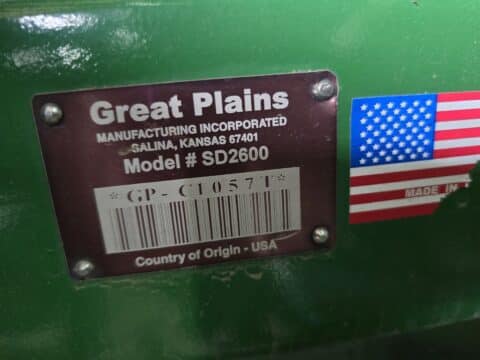 Great Plains
MANUFACTURING INCORPORATED
SALINA, KANSAS 67401
Model # SD2600
*GP-C1057T*
Country of Origin - USA
MADE IN